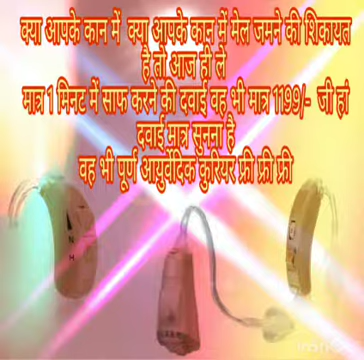 क्या आपके कान में  क्या आपके कान में मेल जमने की शिकायत
है तो आज ही ले
मात्र 1 मिनट में साफ करने की दवाई वह भी मात्र 1199/-  जी हां
दवाई मात्र सुनना है
वह भी पूर्ण आयुर्वेदिक कुरियर फ्री फ्री फ्री
N
H